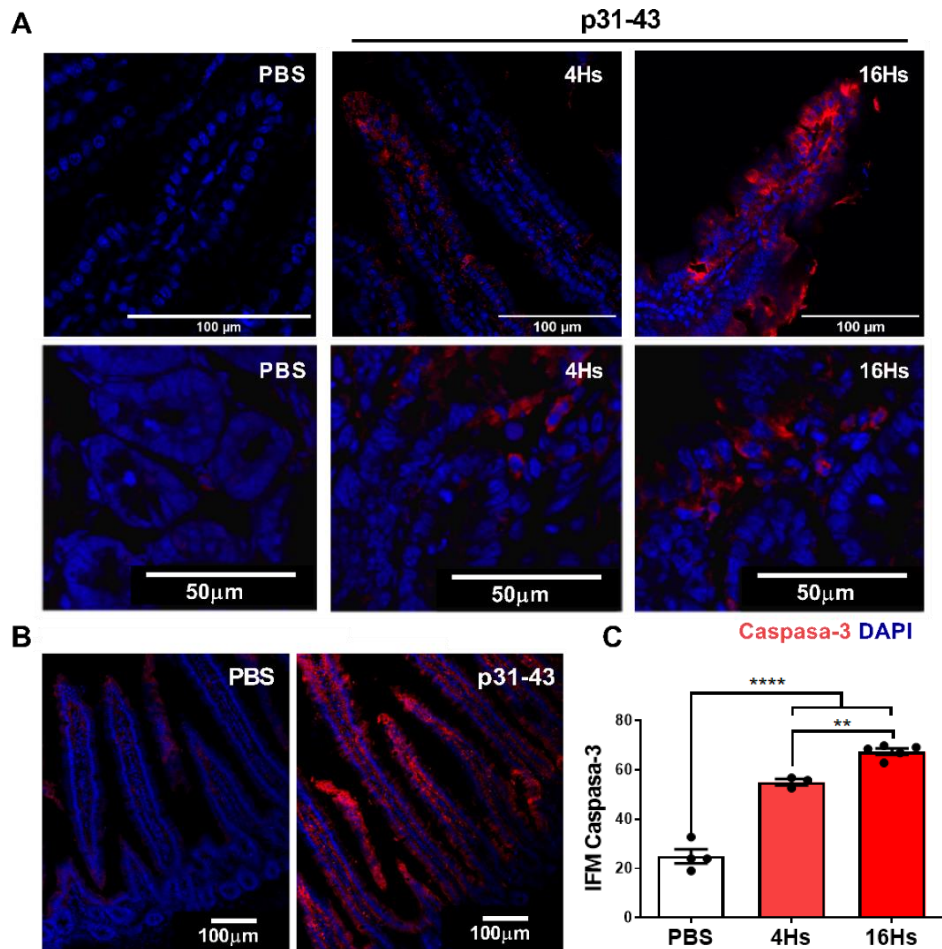 A
p31-43
PBS
4Hs
16Hs
100 µm
100 µm
100 µm
PBS
4Hs
16Hs
50µm
50µm
50µm
B
PBS
p31-43
100µm
100µm
C
Caspasa-3 DAPI
****
**
IFM Caspasa-3
80
60
40
20
0
PBS
4Hs
16Hs